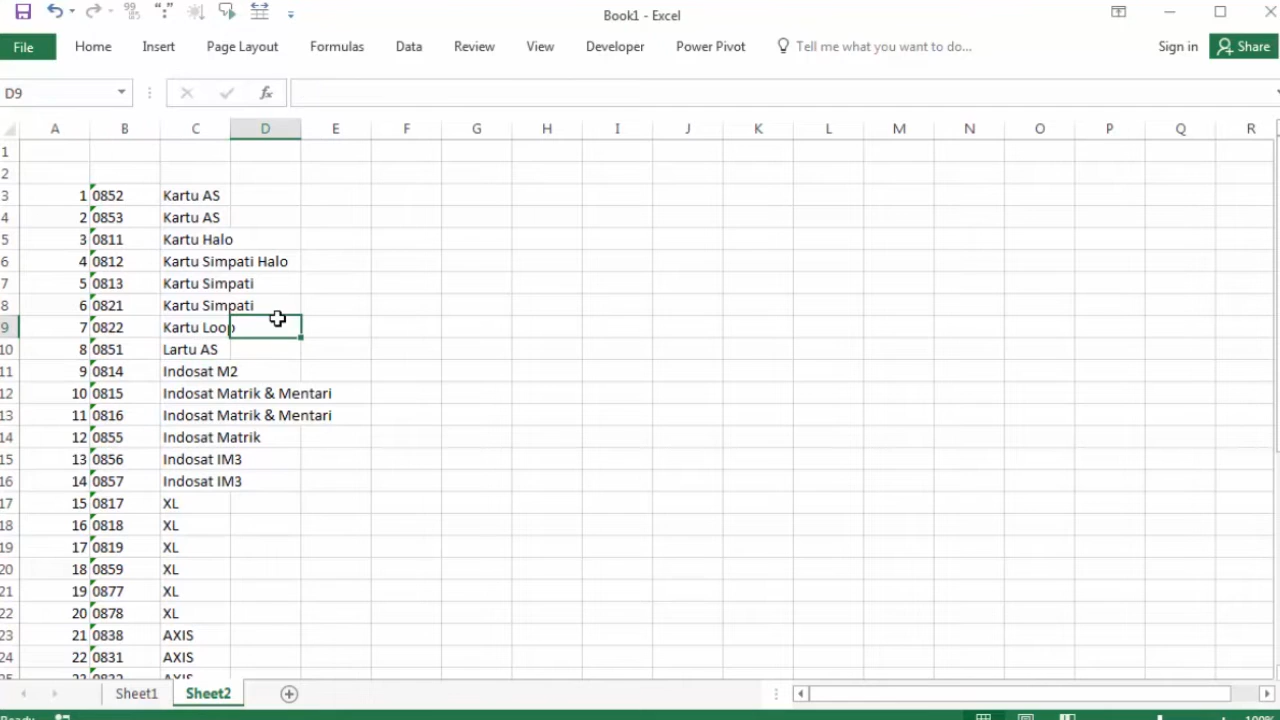 Book1 - Excel
File Home Insert Page Layout Formulas Data Review View Developer Power Pivot Tell me what you want to do... Sign in Share
D9 fx
A B C D E F G H I J K L M N O P Q R
1
2
3 1 0852 Kartu AS
4 2 0853 Kartu AS
5 3 0811 Kartu Halo
6 4 0812 Kartu Simpati Halo
7 5 0813 Kartu Simpati
8 6 0821 Kartu Simpati
9 7 0822 Kartu Loop
10 8 0851 Lartu AS
11 9 0814 Indosat M2
12 10 0815 Indosat Matrik & Mentari
13 11 0816 Indosat Matrik & Mentari
14 12 0855 Indosat Matrik
15 13 0856 Indosat IM3
16 14 0857 Indosat IM3
17 15 0817 XL
18 16 0818 XL
19 17 0819 XL
20 18 0859 XL
21 19 0877 XL
22 20 0878 XL
23 21 0838 AXIS
24 22 0831 AXIS
Sheet1 Sheet2